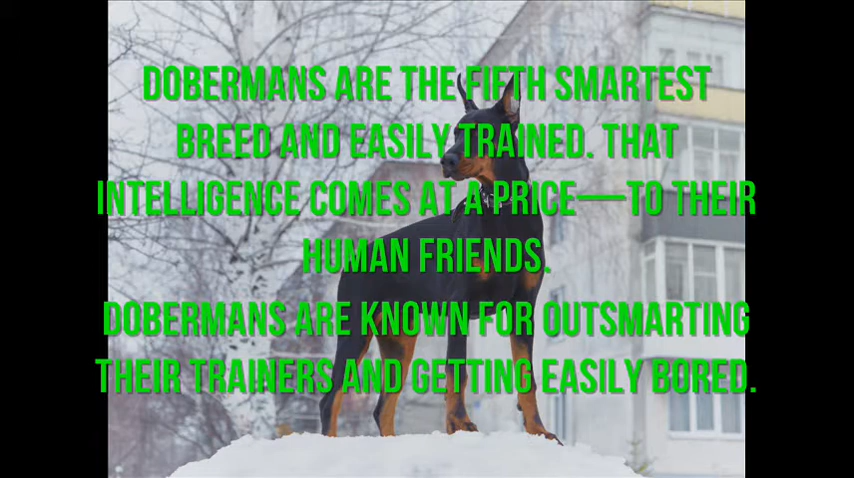 DOBERMANS ARE THE FIFTH SMARTEST
BREED AND EASILY TRAINED. THAT
INTELLIGENCE COMES AT A PRICE—TO THEIR
HUMAN FRIENDS.
DOBERMANS ARE KNOWN FOR OUTSMARTING
THEIR TRAINERS AND GETTING EASILY BORED.